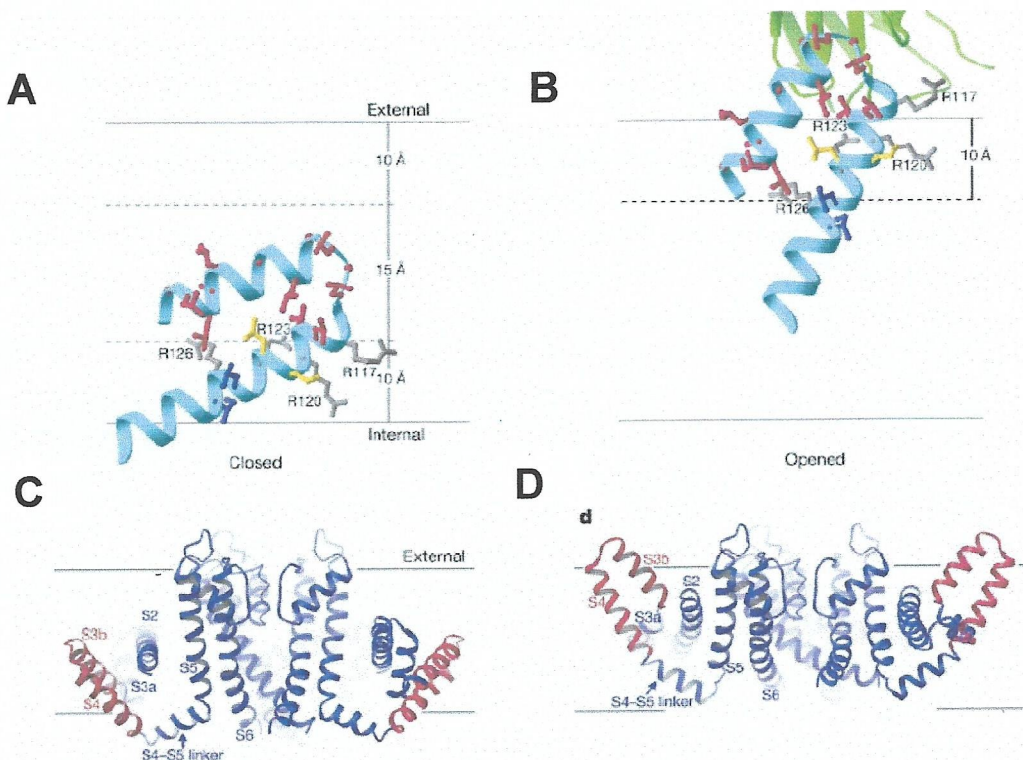 A
External
10 Å
15 Å
R123
R126
R117
10 Å
R120
Internal
Closed
B
R117
R123
10 Å
R120
R126
Opened
C
External
S2
S3b
S3a
S5
S4
S6
S4–S5 linker
D
d
S3b
S2
S4
S3a
S5
S6
S4–S5 linker